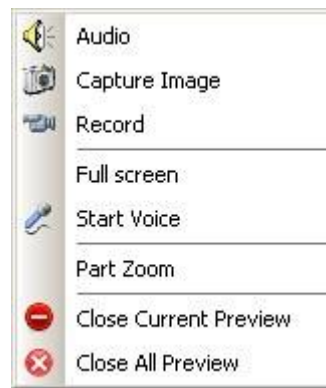 Audio
Capture Image
Record
Full screen
Start Voice
Part Zoom
Close Current Preview
Close All Preview